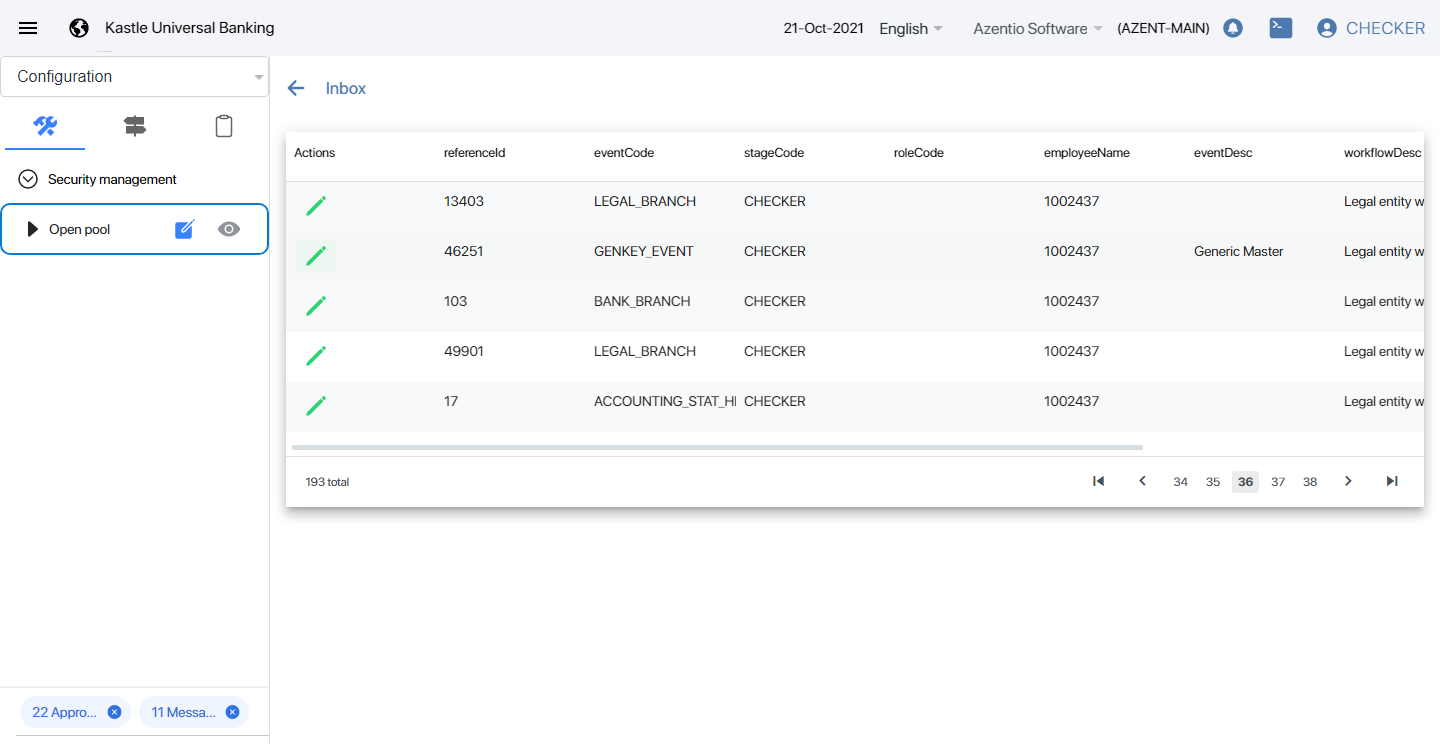 Kastle Universal Banking
21-Oct-2021 English Azentio Software (AZENT-MAIN) CHECKER
Configuration
Security management
Open pool
22 Appro... 11 Messa...
Inbox
Actions referenceId eventCode stageCode roleCode employeeName eventDesc workflowDesc
13403 LEGAL_BRANCH CHECKER 1002437 Legal entity w
46251 GENKEY_EVENT CHECKER 1002437 Generic Master Legal entity w
103 BANK_BRANCH CHECKER 1002437 Legal entity w
49901 LEGAL_BRANCH CHECKER 1002437 Legal entity w
17 ACCOUNTING_STAT_H CHECKER 1002437 Legal entity w
193 total 34 35 36 37 38